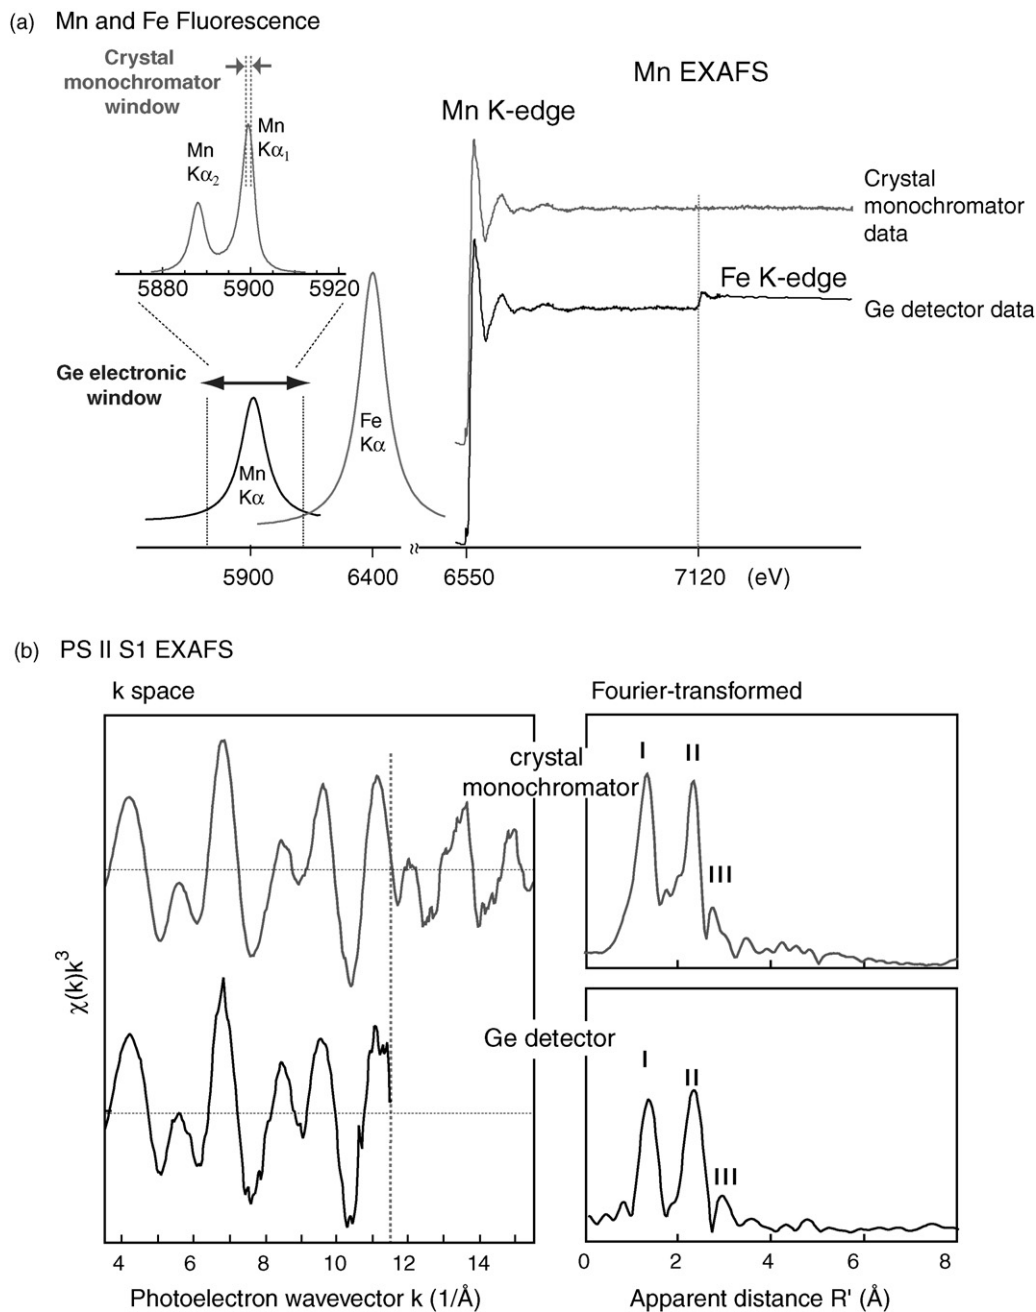 (a) Mn and Fe Fluorescence
Crystal
monochromator
window
Mn
Kα₂
Mn
Kα₁
5880 5900 5920
Ge electronic
window
Mn
Kα
Fe
Kα
5900 6400 6550 7120 (eV)
Mn EXAFS
Mn K-edge
Crystal
monochromator
data
Fe K-edge
Ge detector data
(b) PS II S1 EXAFS
k space
χ(k)k³
4 6 8 10 12 14
Photoelectron wavevector k (1/Å)
Fourier-transformed
crystal
monochromator
I II
III
Ge detector
I II
III
0 2 4 6 8
Apparent distance R' (Å)